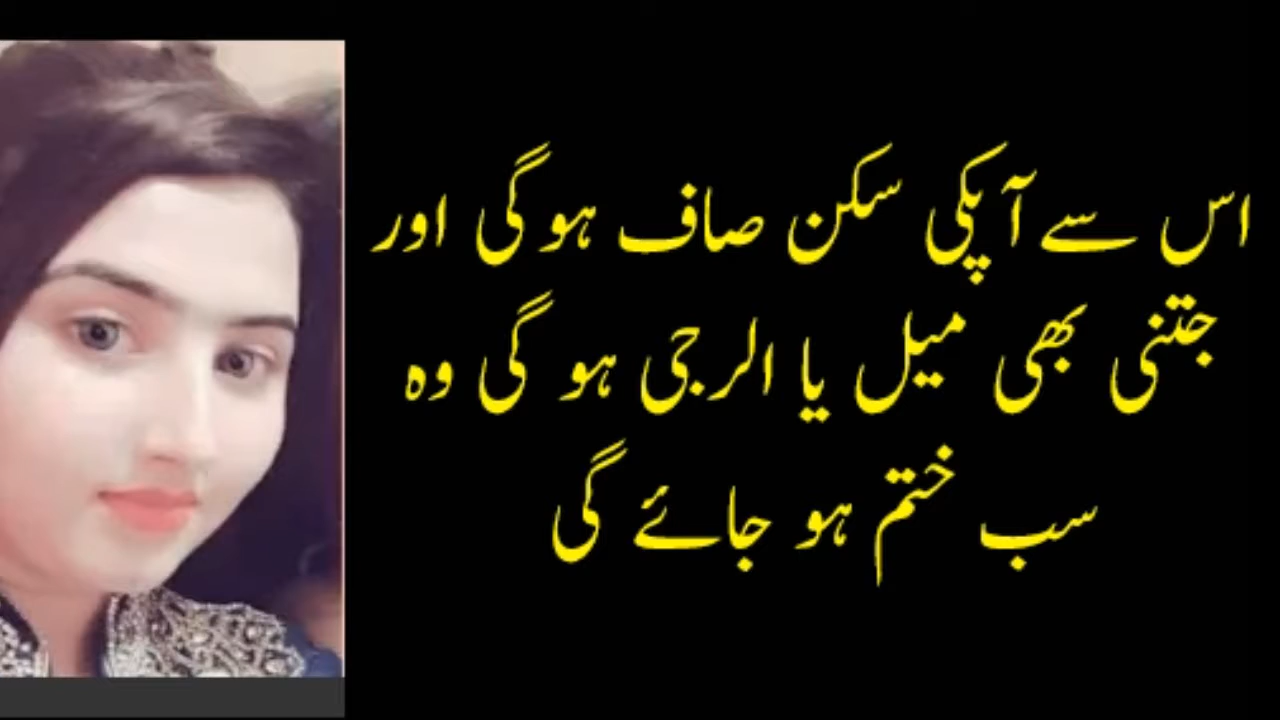 اس سے آپکی سکن صاف ہو گی اور
جتنی بھی میل یا الرجی ہو گی وہ
سب ختم ہو جائے گی